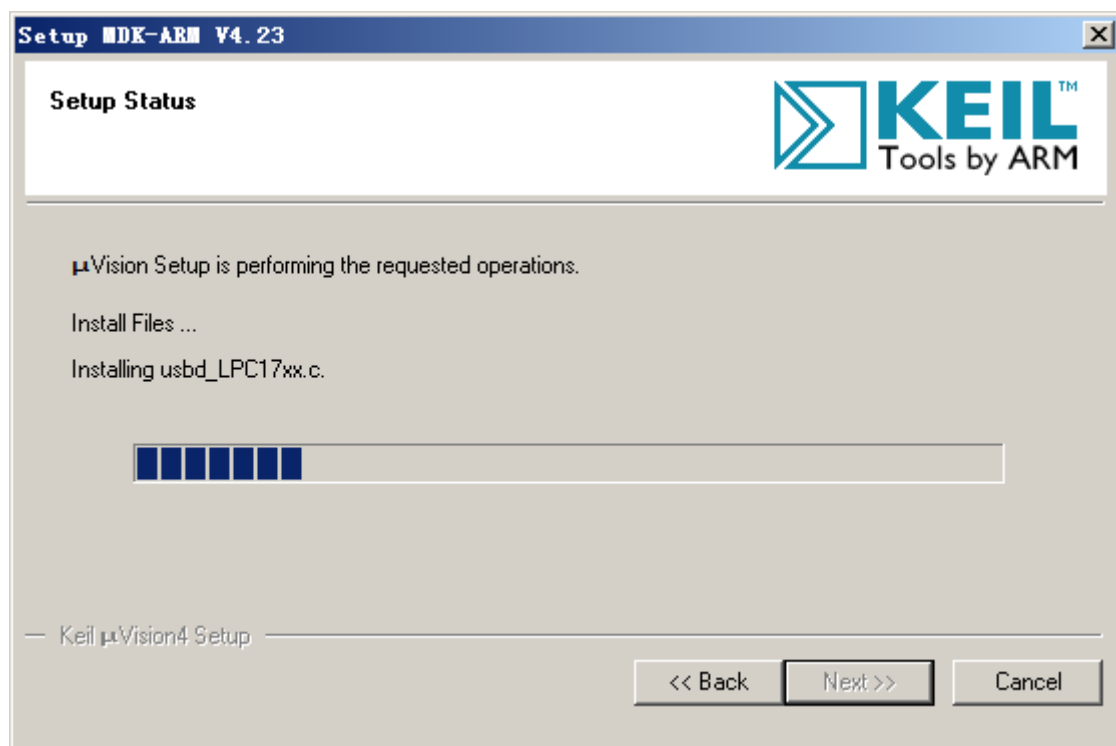 Setup MDK-ARM V4.23
Setup Status
KEIL™
Tools by ARM
µVision Setup is performing the requested operations.
Install Files ...
Installing usbd_LPC17xx.c.
Keil µVision4 Setup
<< Back
Next >>
Cancel